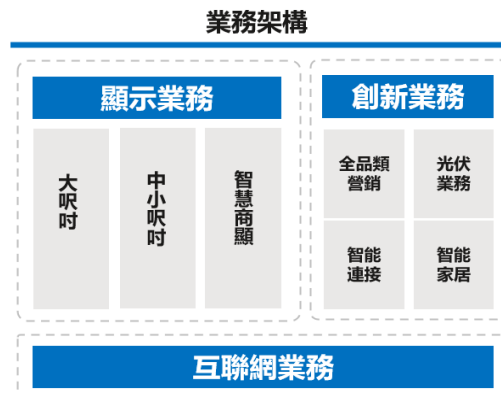 業務架構
顯示業務
大呎吋
中小呎吋
智慧商顯
創新業務
全品類
營銷
光伏
業務
智能
連接
智能
家居
互聯網業務